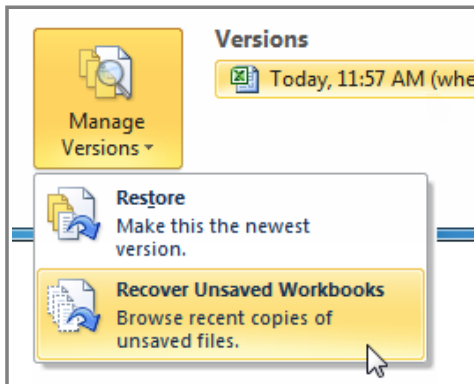 Versions
Today, 11:57 AM (whe
Manage
Versions
Restore
Make this the newest
version.
Recover Unsaved Workbooks
Browse recent copies of
unsaved files.